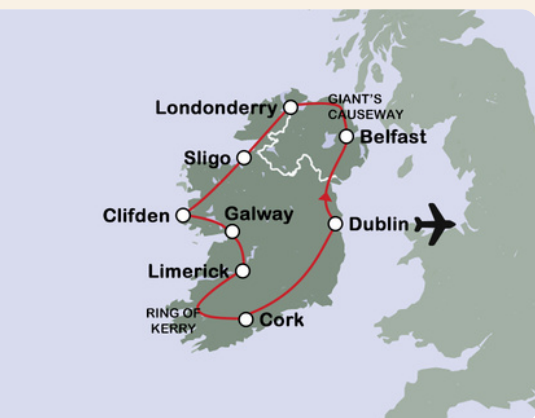 Londonderry
GIANT'S
CAUSEWAY
Belfast
Sligo
Clifden
Galway
Dublin
Limerick
RING OF
KERRY
Cork